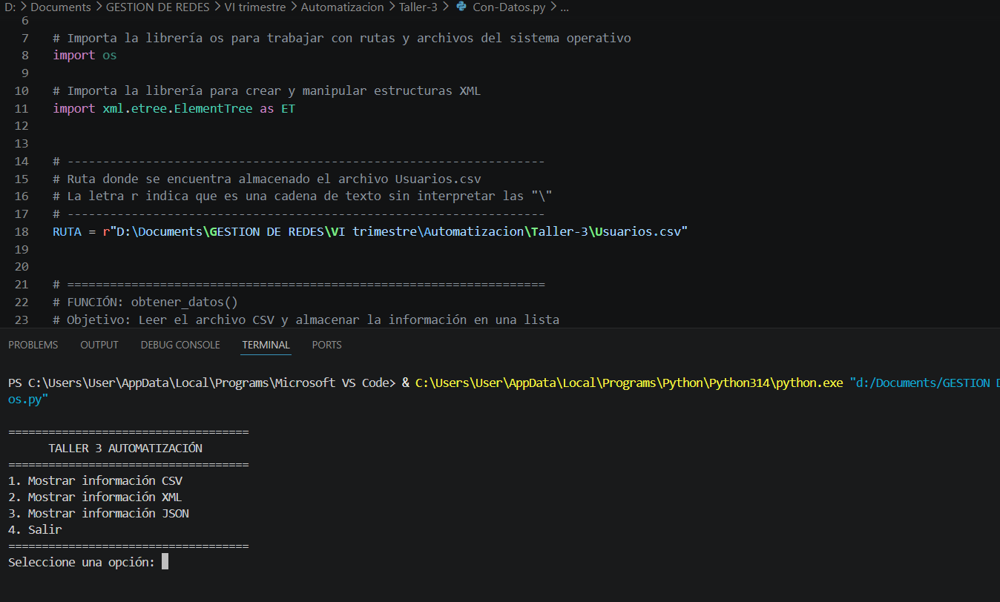 D: > Documents > GESTION DE REDES > VI trimestre > Automatizacion > Taller-3 > Con-Datos.py > ...
6
7 # Importa la librería os para trabajar con rutas y archivos del sistema operativo
8 import os
9
10 # Importa la librería para crear y manipular estructuras XML
11 import xml.etree.ElementTree as ET
12
13
14 # -------------------------------------------------------------------
15 # Ruta donde se encuentra almacenado el archivo Usuarios.csv
16 # La letra r indica que es una cadena de texto sin interpretar las "\"
17 # -------------------------------------------------------------------
18 RUTA = r"D:\Documents\GESTION DE REDES\VI trimestre\Automatizacion\Taller-3\Usuarios.csv"
19
20
21 # ===================================================================
22 # FUNCIÓN: obtener_datos()
23 # Objetivo: Leer el archivo CSV y almacenar la información en una lista
PROBLEMS OUTPUT DEBUG CONSOLE TERMINAL PORTS
PS C:\Users\User\AppData\Local\Programs\Microsoft VS Code> & C:\Users\User\AppData\Local\Programs\Python\Python314\python.exe "d:/Documents/GESTION D
os.py"
====================================
TALLER 3 AUTOMATIZACIÓN
====================================
1. Mostrar información CSV
2. Mostrar información XML
3. Mostrar información JSON
4. Salir
====================================
Seleccione una opción: